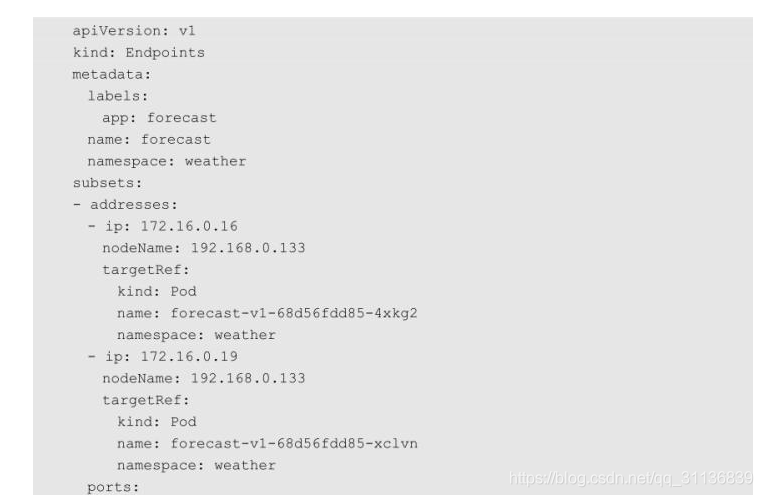 apiVersion: v1
kind: Endpoints
metadata:
  labels:
    app: forecast
  name: forecast
  namespace: weather
subsets:
- addresses:
  - ip: 172.16.0.16
    nodeName: 192.168.0.133
    targetRef:
      kind: Pod
      name: forecast-v1-68d56fdd85-4xkg2
      namespace: weather
  - ip: 172.16.0.19
    nodeName: 192.168.0.133
    targetRef:
      kind: Pod
      name: forecast-v1-68d56fdd85-xclvn
      namespace: weather
  ports:
https://blog.csdn.net/qq_31136839